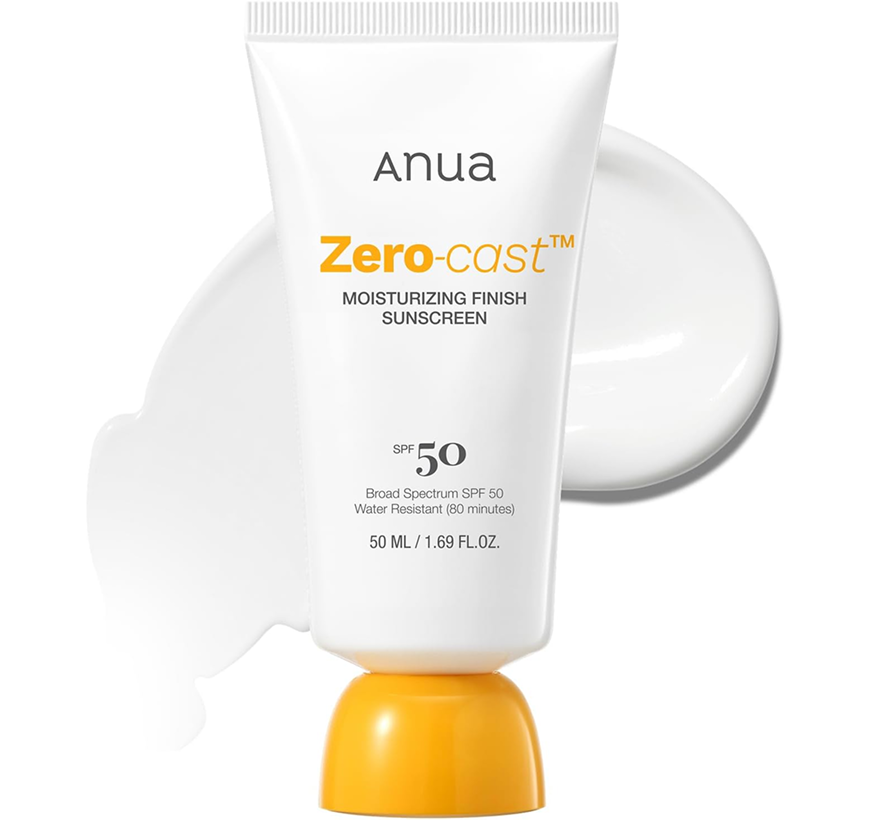 Anua
Zero-cast™
MOISTURIZING FINISH
SUNSCREEN
SPF 50
Broad Spectrum SPF 50
Water Resistant (80 minutes)
50 ML / 1.69 FL.OZ.